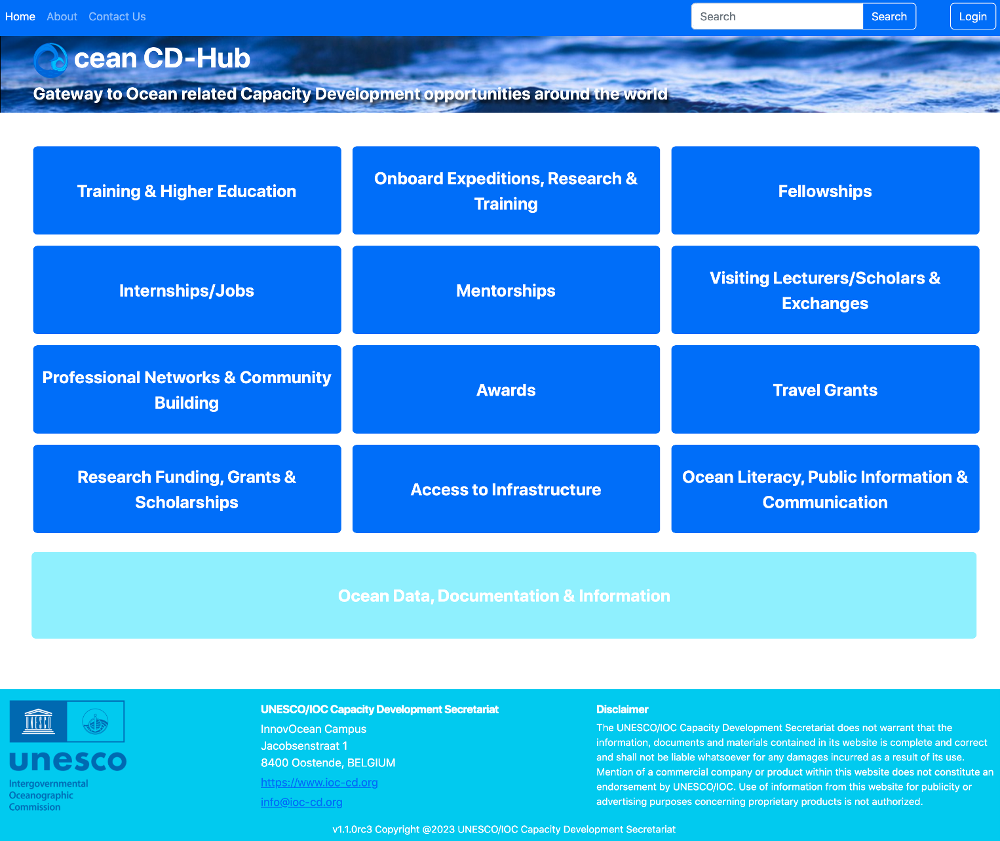 Home About Contact Us Search Search Login
cean CD-Hub
Gateway to Ocean related Capacity Development opportunities around the world
Training & Higher Education
Onboard Expeditions, Research &
Training
Fellowships
Internships/Jobs
Mentorships
Visiting Lecturers/Scholars &
Exchanges
Professional Networks & Community
Building
Awards
Travel Grants
Research Funding, Grants &
Scholarships
Access to Infrastructure
Ocean Literacy, Public Information &
Communication
Ocean Data, Documentation & Information
UNESCO
unesco
Intergovernmental
Oceanographic
Commission
UNESCO/IOC Capacity Development Secretariat
InnovOcean Campus
Jacobsenstraat 1
8400 Oostende, BELGIUM
https://www.ioc-cd.org
info@ioc-cd.org
Disclaimer
The UNESCO/IOC Capacity Development Secretariat does not warrant that the
information, documents and materials contained in its website is complete and correct
and shall not be liable whatsoever for any damages incurred as a result of its use.
Mention of a commercial company or product within this website does not constitute an
endorsement by UNESCO/IOC. Use of information from this website for publicity or
advertising purposes concerning proprietary products is not authorized.
v1.1.0rc3 Copyright @2023 UNESCO/IOC Capacity Development Secretariat